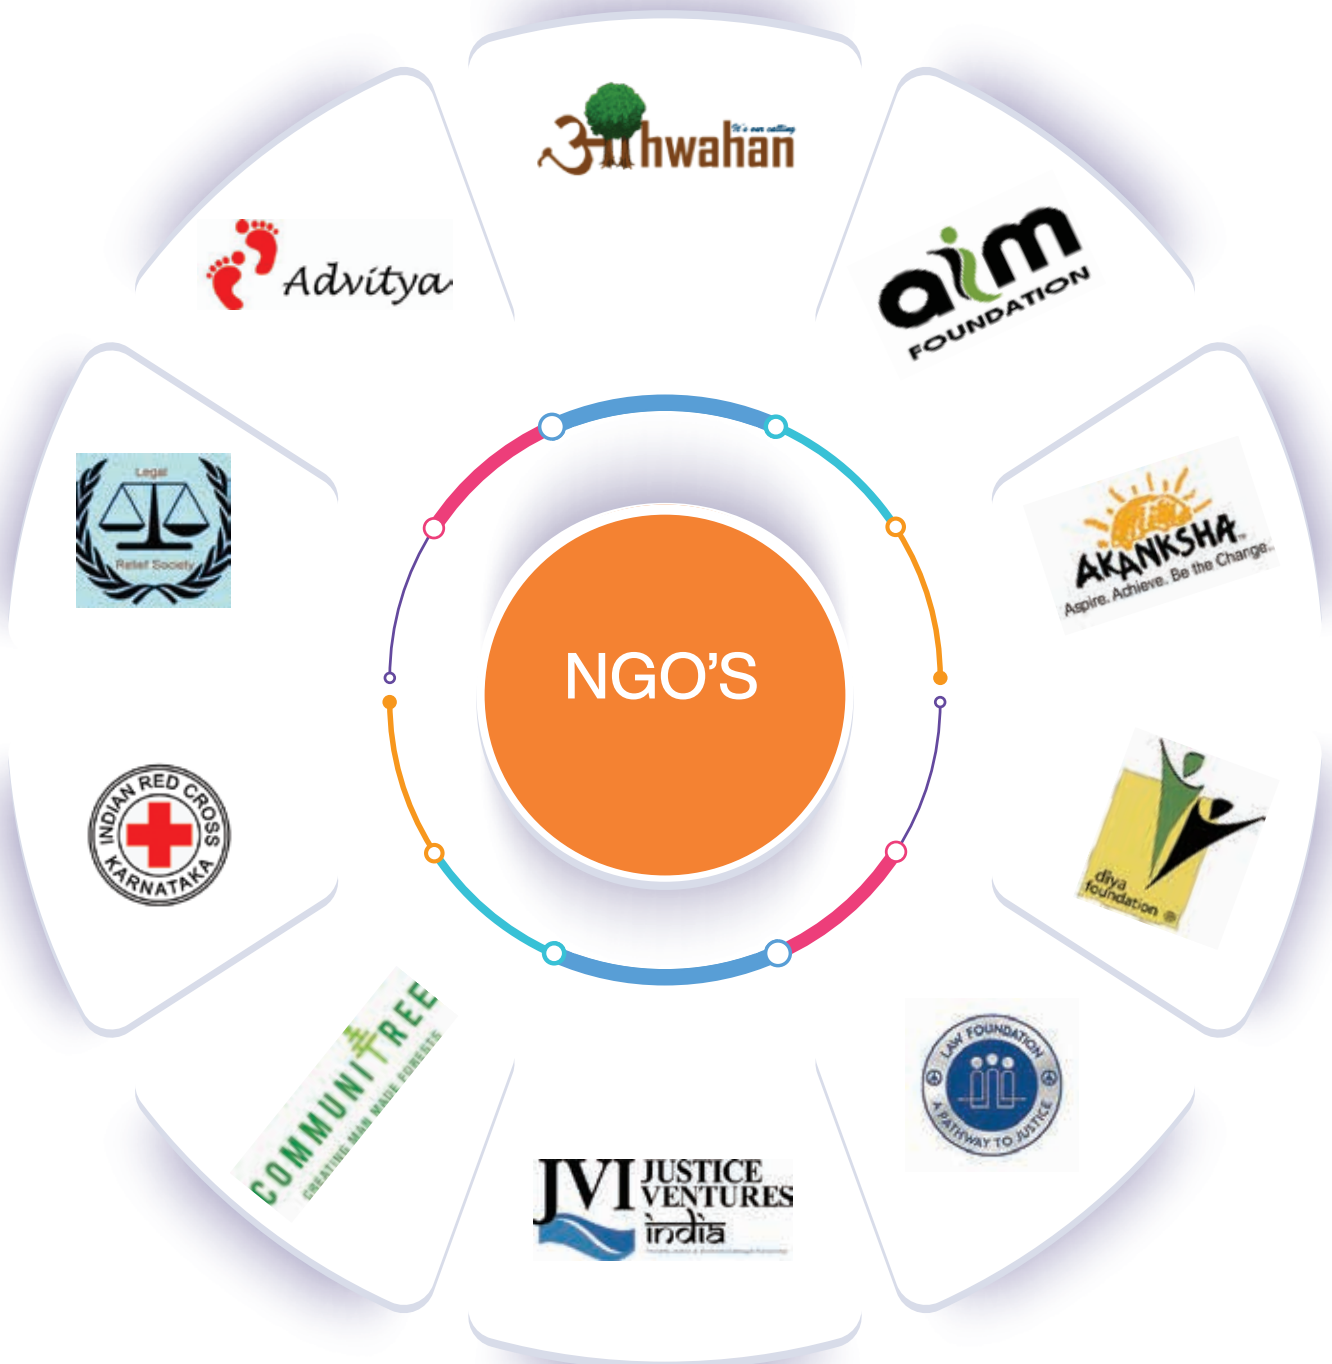 आhwahan
It's our calling
aim
FOUNDATION
AKANKSHA
Aspire. Achieve. Be the Change.
diya
foundation
LAW FOUNDATION
A PATHWAY TO JUSTICE
JVI JUSTICE
VENTURES
india
COMMUNITREE
CREATING MAN MADE FORESTS
INDIAN RED CROSS
KARNATAKA
Legal
Relief Society
Advitya
NGO’S